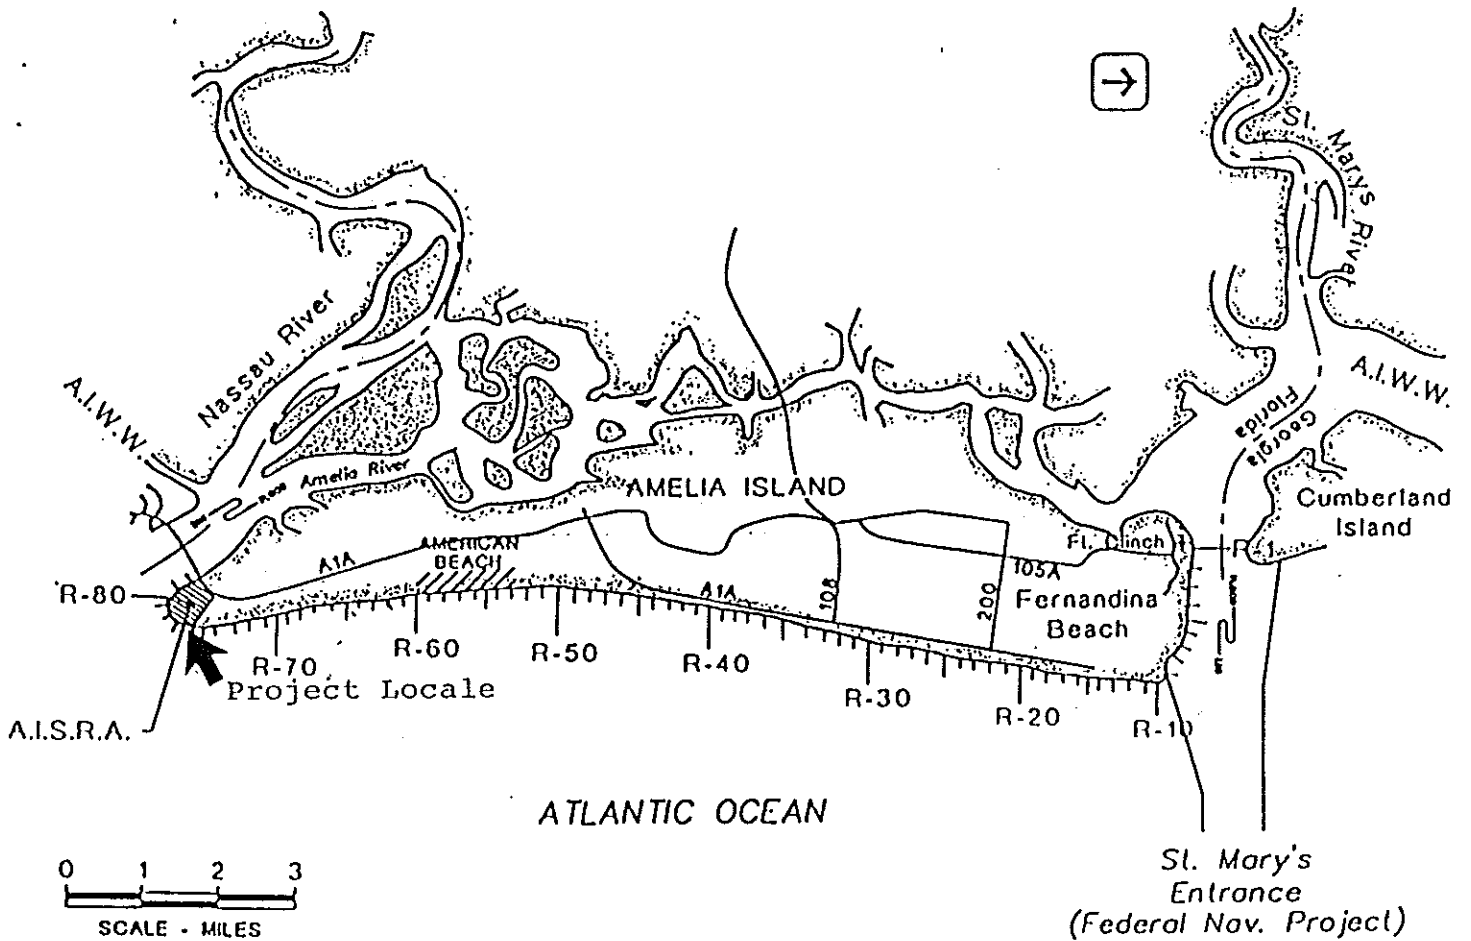 St. Marys River
Nassau River
A.I.W.W.
A.I.W.W.
Florida
Georgia
Amelia River
FLOOD
AMELIA ISLAND
Cumberland
Island
Ft. Clinch
R-1
A1A
AMERICAN
BEACH
A1A
105A
108
200
Fernandina
Beach
FLOOD
R-80
R-70
R-60
R-50
R-40
R-30
R-20
R-10
Project Locale
A.I.S.R.A.
ATLANTIC OCEAN
0 1 2 3
SCALE - MILES
St. Mary's
Entrance
(Federal Nav. Project)